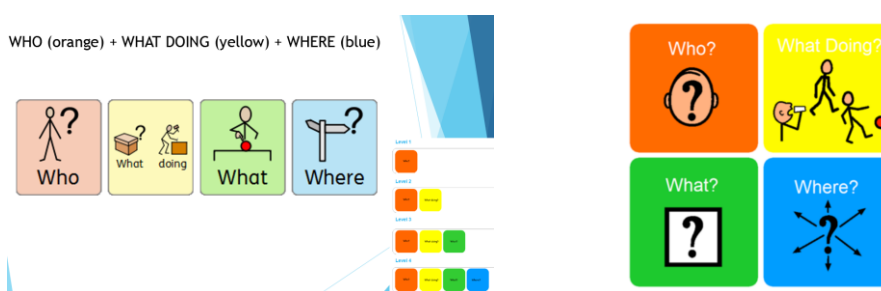 WHO (orange) + WHAT DOING (yellow) + WHERE (blue)
Who
What doing
What
Where
Level 1
Level 2
Level 3
Level 4
Who?
What Doing?
What?
Where?